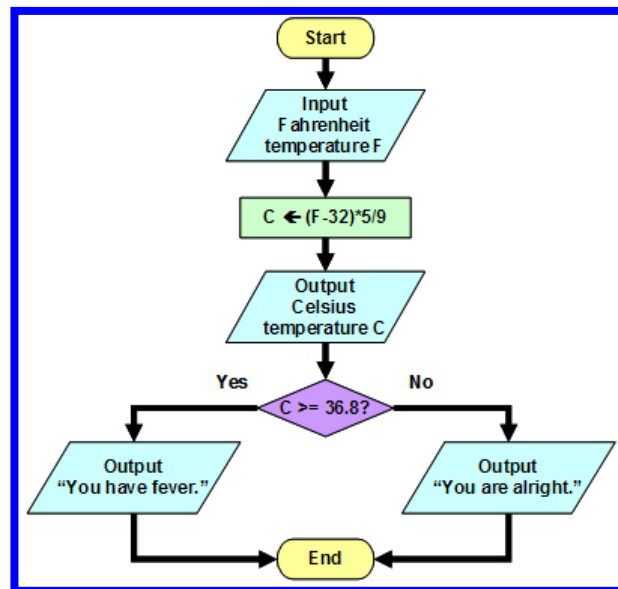 Start
Input
Fahrenheit
temperature F
C ← (F-32)*5/9
Output
Celsius
temperature C
Yes
No
C >= 36.8?
Output
“You have fever.”
Output
“You are alright.”
End